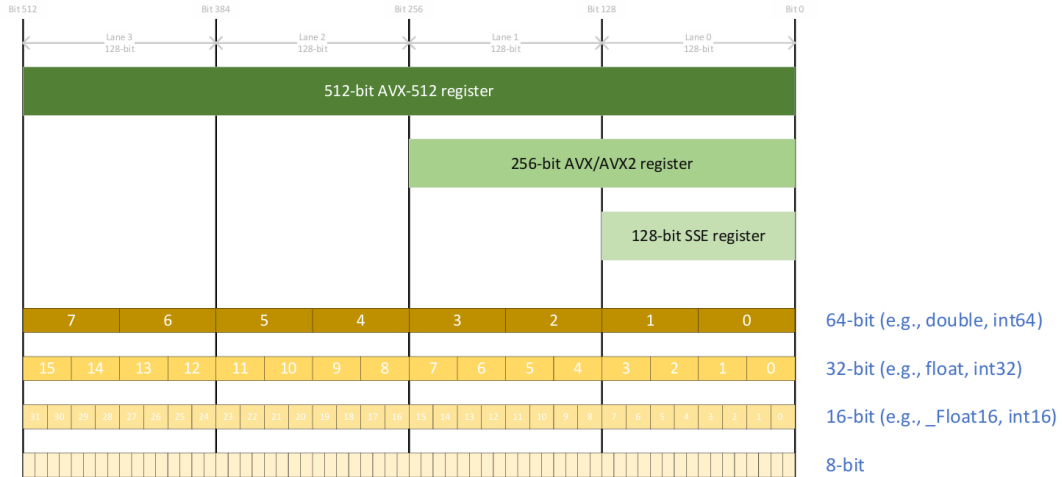 Bit 512 Bit 384 Bit 256 Bit 128 Bit 0
Lane 3 Lane 2 Lane 1 Lane 0
128-bit 128-bit 128-bit 128-bit
512-bit AVX-512 register
256-bit AVX/AVX2 register
128-bit SSE register
7 6 5 4 3 2 1 0 64-bit (e.g., double, int64)
15 14 13 12 11 10 9 8 7 6 5 4 3 2 1 0 32-bit (e.g., float, int32)
31 30 29 28 27 26 25 24 23 22 21 20 19 18 17 16 15 14 13 12 11 10 9 8 7 6 5 4 3 2 1 0 16-bit (e.g., _Float16, int16)
8-bit